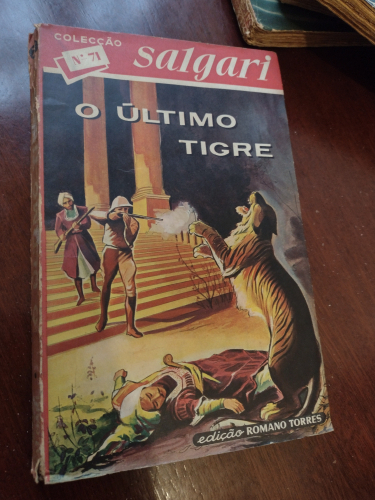 COLECÇÃO
Nº 71
salgari
O ÚLTIMO
TIGRE
edição ROMANO TORRES